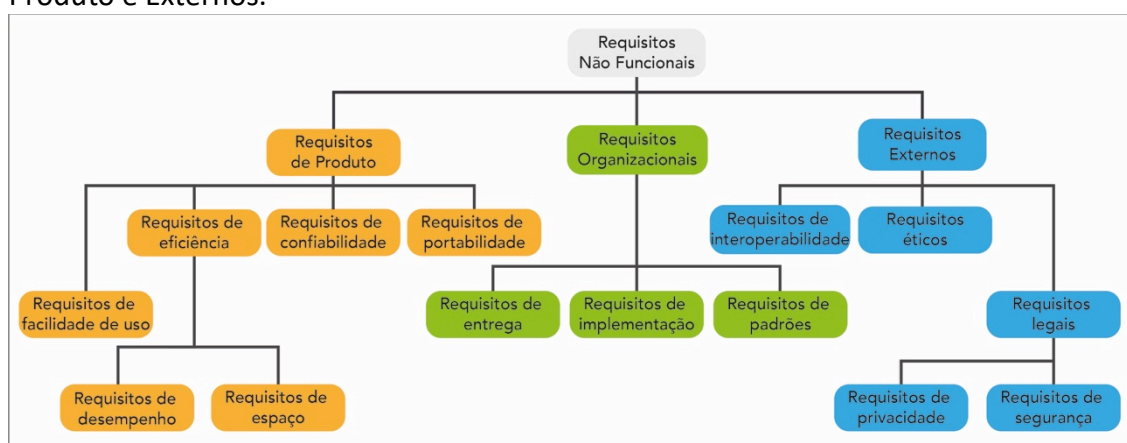 Produto e Externos.
Requisitos
Não Funcionais
Requisitos
de Produto
Requisitos
Organizacionais
Requisitos
Externos
Requisitos de
eficiência
Requisitos de
confiabilidade
Requisitos de
portabilidade
Requisitos de
interoperabilidade
Requisitos
éticos
Requisitos de
facilidade de uso
Requisitos de
entrega
Requisitos de
implementação
Requisitos de
padrões
Requisitos
legais
Requisitos de
desempenho
Requisitos de
espaço
Requisitos de
privacidade
Requisitos de
segurança